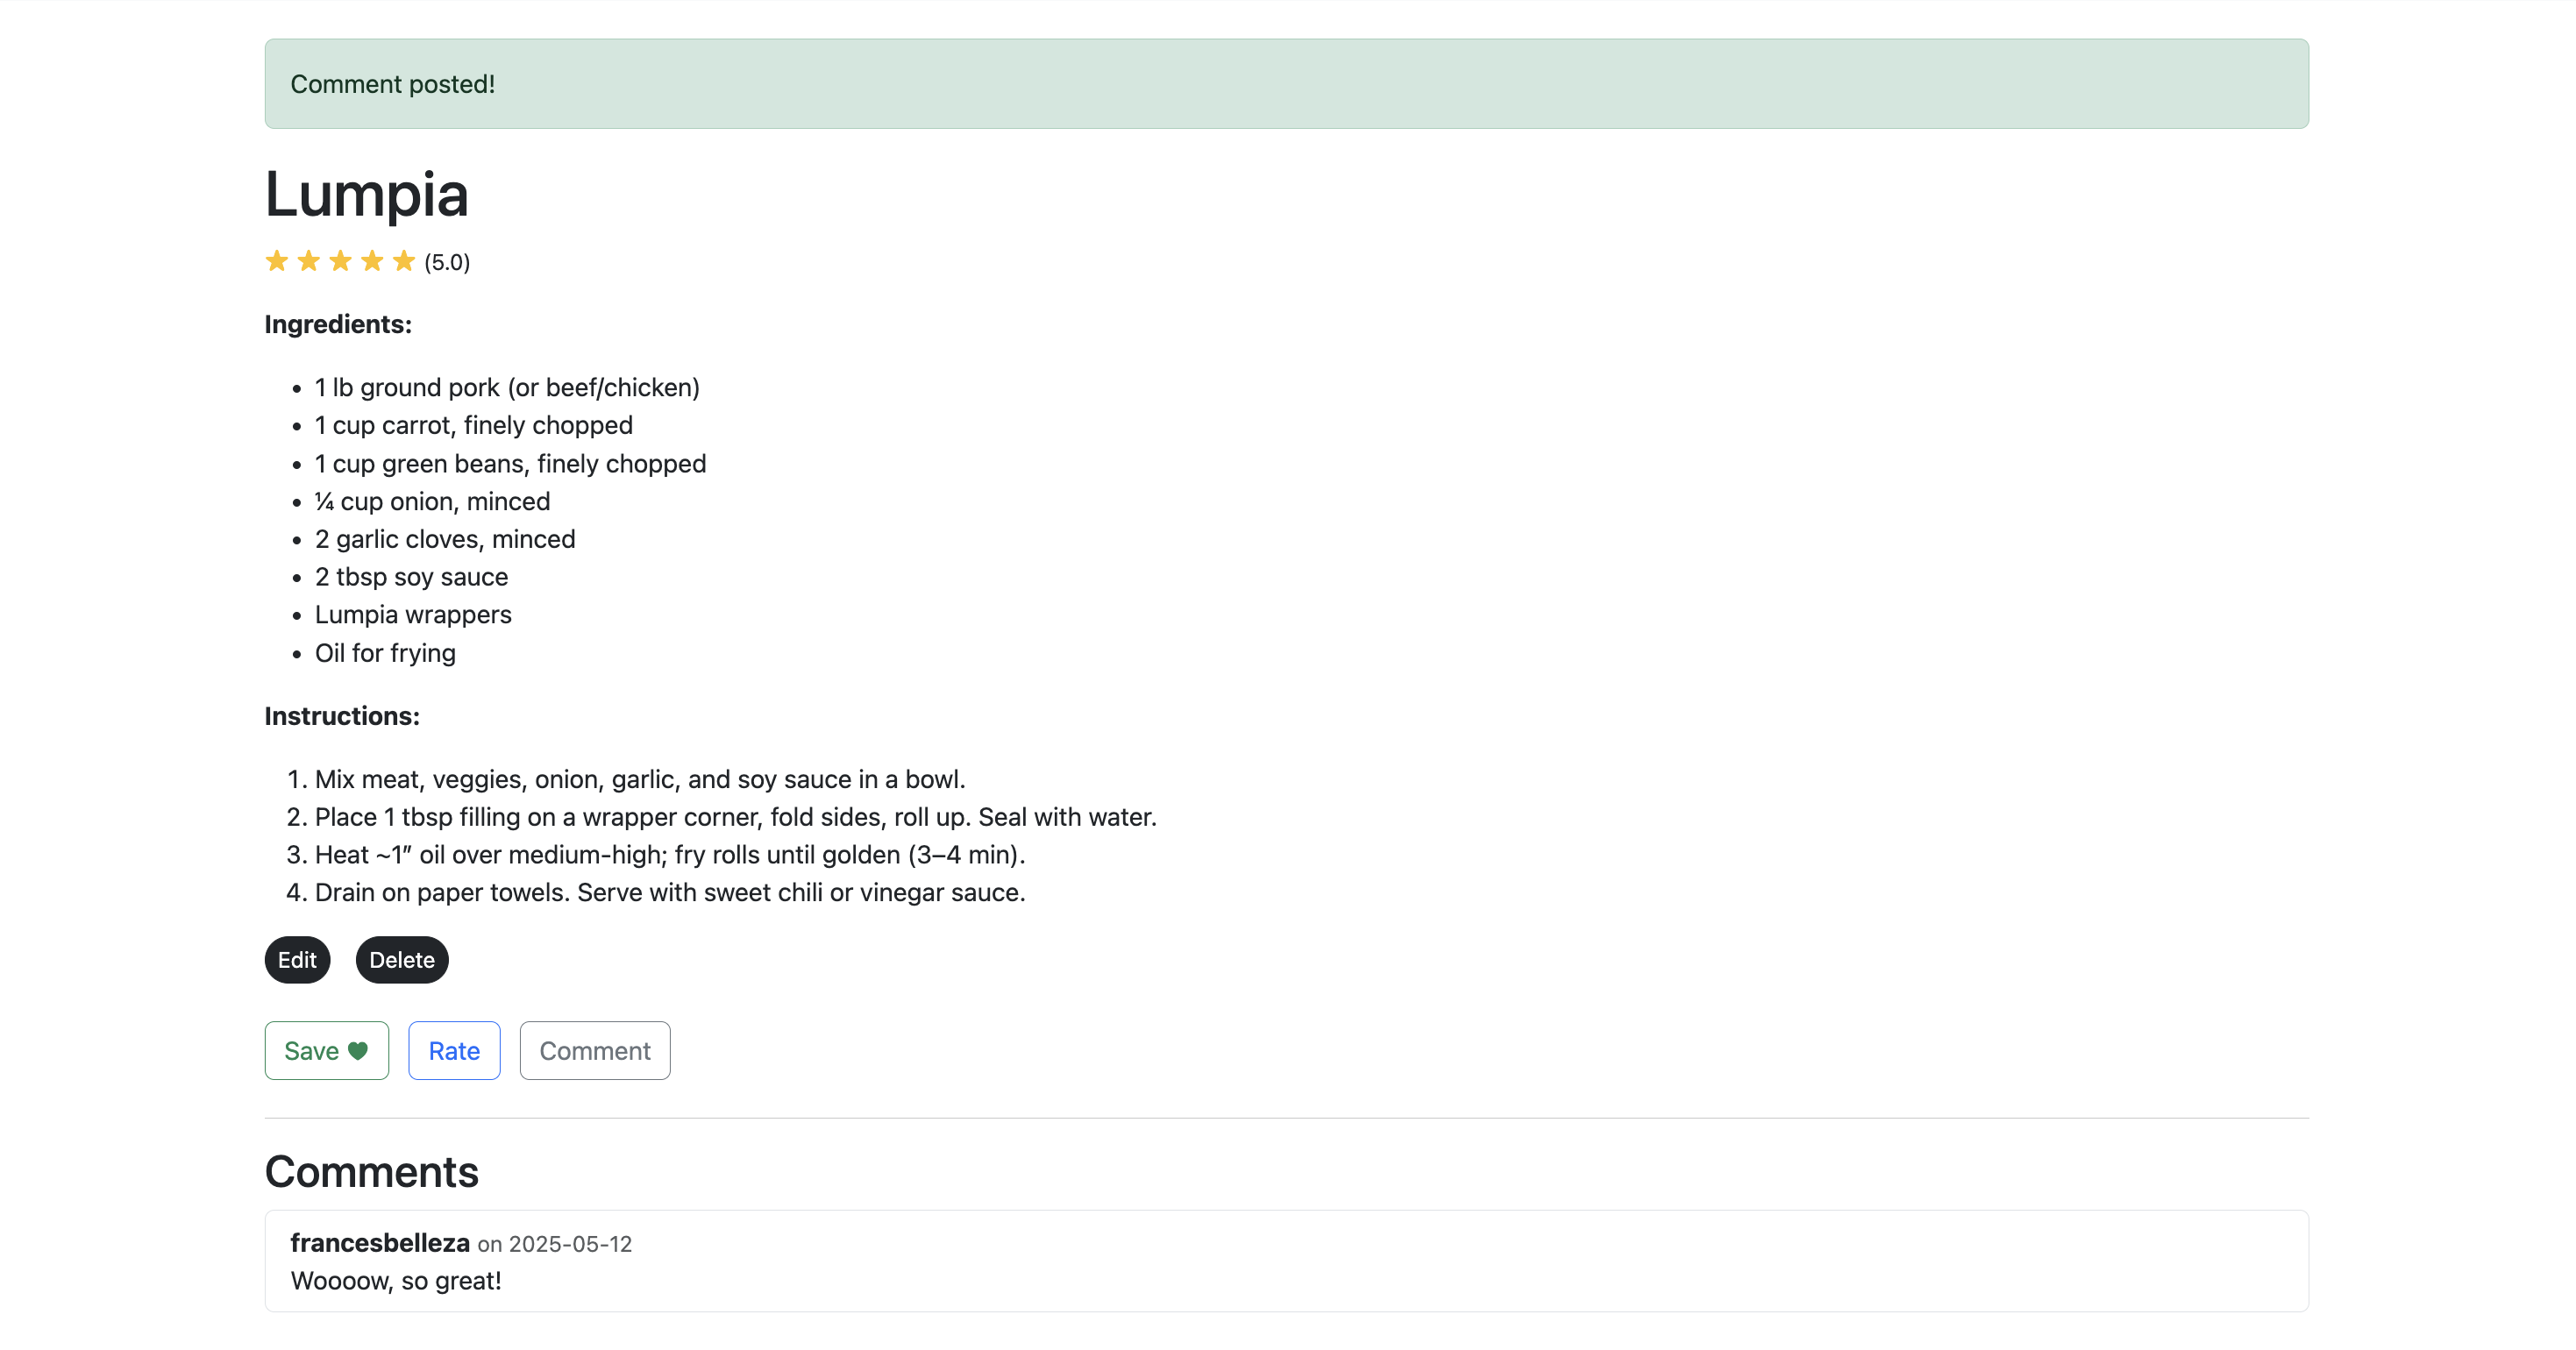 Comment posted!
Lumpia
(5.0)
Ingredients:
• 1 lb ground pork (or beef/chicken)
• 1 cup carrot, finely chopped
• 1 cup green beans, finely chopped
• ¼ cup onion, minced
• 2 garlic cloves, minced
• 2 tbsp soy sauce
• Lumpia wrappers
• Oil for frying
Instructions:
1. Mix meat, veggies, onion, garlic, and soy sauce in a bowl.
2. Place 1 tbsp filling on a wrapper corner, fold sides, roll up. Seal with water.
3. Heat ~1” oil over medium-high; fry rolls until golden (3–4 min).
4. Drain on paper towels. Serve with sweet chili or vinegar sauce.
Edit Delete
Save Rate Comment
Comments
francesbelleza on 2025-05-12
Woooow, so great!